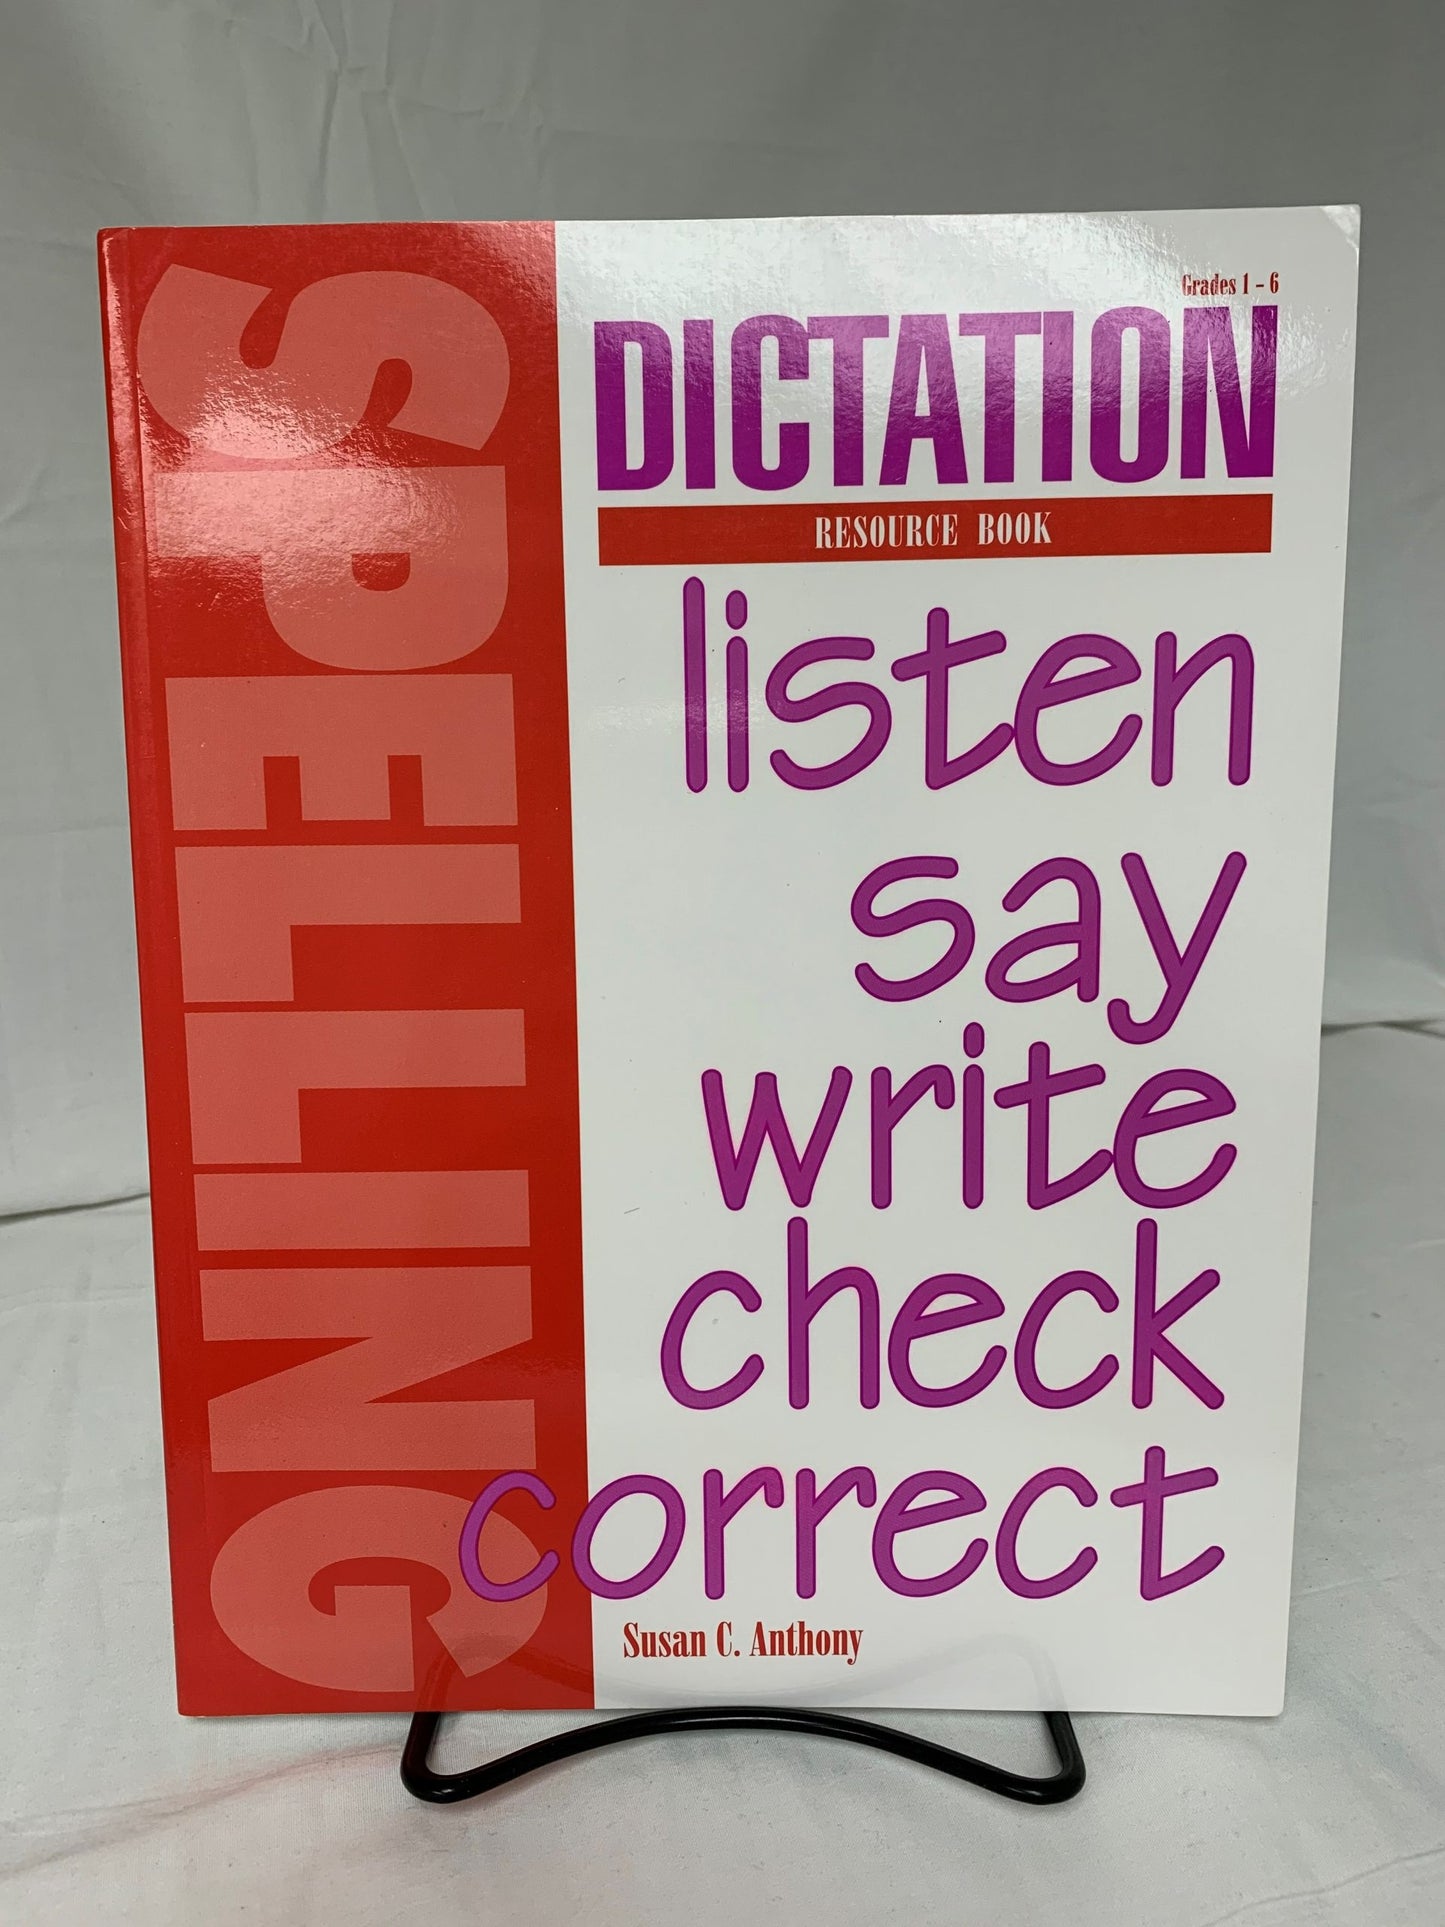 SPELLING
Grades 1 – 6
DICTATION
RESOURCE BOOK
listen
say
write
check
correct
Susan C. Anthony